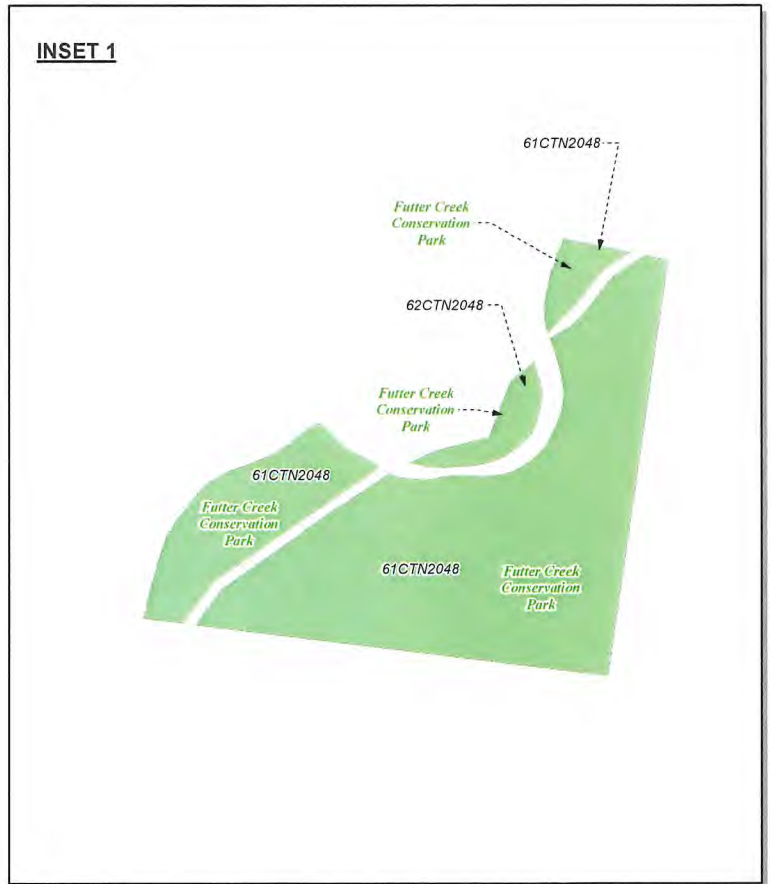 INSET 1
61CTN2048
Futter Creek
Conservation
Park
62CTN2048
Futter Creek
Conservation
Park
61CTN2048
Futter Creek
Conservation
Park
61CTN2048
Futter Creek
Conservation
Park